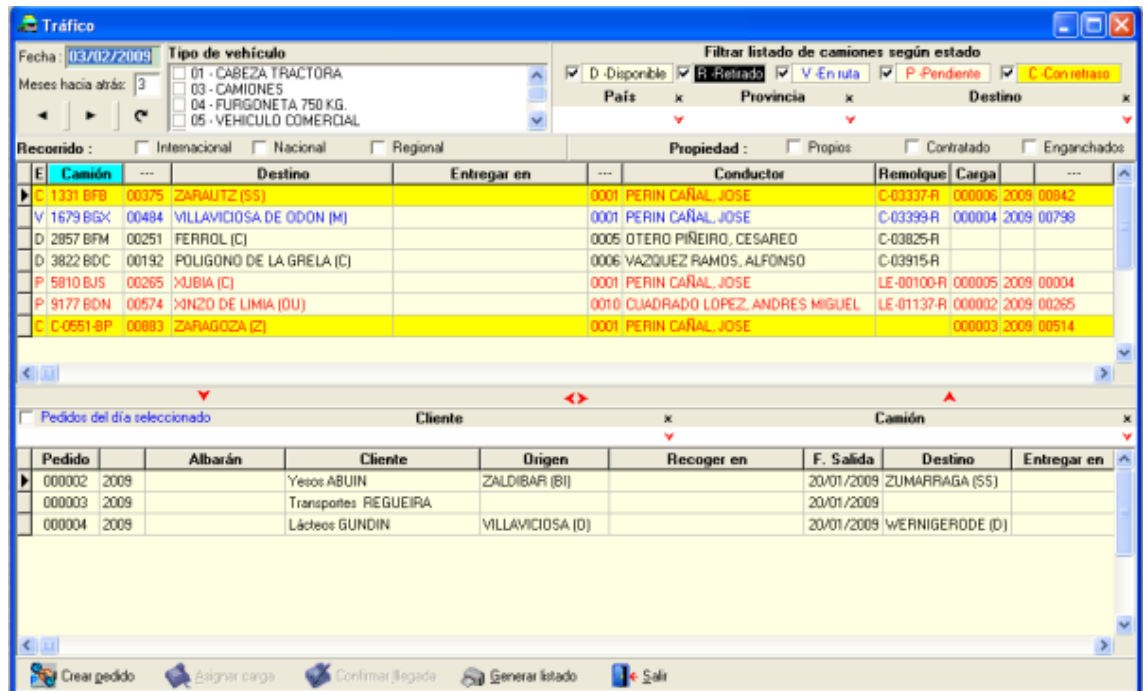 Tráfico
Fecha: 03/02/2009 Tipo de vehículo Filtrar listado de camiones según estado
01 - CABEZA TRACTORA D -Disponible R -Retirado V -En ruta P -Pendiente C -Con retraso
Meses hacia atrás: 3 03 - CAMIONES
04 - FURGONETA 750 KG. País x Provincia x Destino x
05 - VEHICULO COMERCIAL
Recorrido : Internacional Nacional Regional Propiedad : Propios Contratado Enganchados
E Camión --- Destino Entregar en --- Conductor Remolque Carga ---
C 1331 BFB 00375 ZARAUTZ (SS) 0001 PERIN CAÑAL, JOSE C-03337-R 000006 2009 00842
V 1679 BGX 00484 VILLAVICIOSA DE ODON (M) 0001 PERIN CAÑAL, JOSE C-03399-R 000004 2009 00798
D 2857 BFM 00251 FERROL (C) 0005 OTERO PIÑEIRO, CESAREO C-03825-R
D 3822 BDC 00192 POLIGONO DE LA GRELA (C) 0006 VAZQUEZ RAMOS, ALFONSO C-03915-R
P 5810 BJS 00265 XUBIA (C) 0001 PERIN CAÑAL, JOSE LE-00100-R 000005 2009 00004
P 9177 BDN 00574 XINZO DE LIMIA (OU) 0010 CUADRADO LOPEZ, ANDRES MIGUEL LE-01137-R 000002 2009 00265
C C-0551-BP 00883 ZARAGOZA (Z) 0001 PERIN CAÑAL, JOSE 000003 2009 00514
Pedidos del día seleccionado Cliente x Camión x
Pedido Albarán Cliente Origen Recoger en F. Salida Destino Entregar en
000002 2009 Yesos ABUIN ZALDIBAR (BI) 20/01/2009 ZUMARRAGA (SS)
000003 2009 Transportes REGUEIRA 20/01/2009
000004 2009 Lácteos GUNDIN VILLAVICIOSA (O) 20/01/2009 WERNIGERODE (D)
Crear pedido Asignar carga Confirmar llegada Generar listado Salir